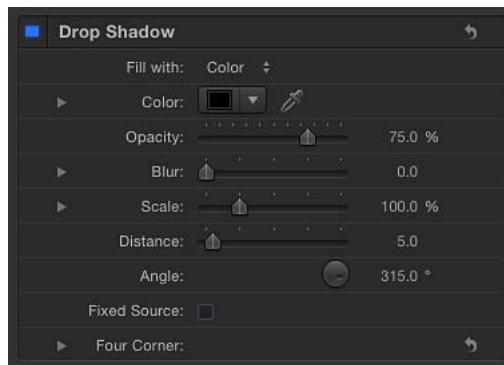 Drop Shadow
Fill with: Color
Color:
Opacity: 75.0 %
Blur: 0.0
Scale: 100.0 %
Distance: 5.0
Angle: 315.0 °
Fixed Source:
Four Corner: